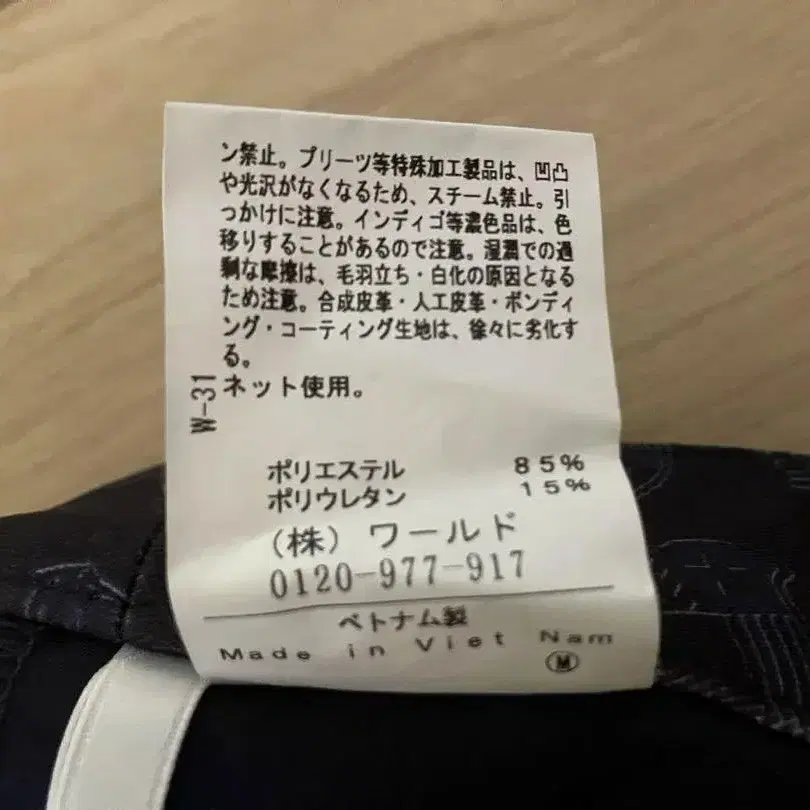 ン禁止。プリーツ等特殊加工製品は、凹凸
や光沢がなくなるため、スチーム禁止。引
っかけに注意。インディゴ等濃色品は、色
移りすることがあるので注意。湿潤での過
剰な摩擦は、毛羽立ち・白化の原因となる
ため注意。合成皮革・人工皮革・ボンディ
ング・コーティング生地は、徐々に劣化す
る。
ネット使用。
W-31
ポリエステル 85%
ポリウレタン 15%
(株) ワールド
0120-977-917
ベトナム製
Made in Viet Nam
Ⓜ